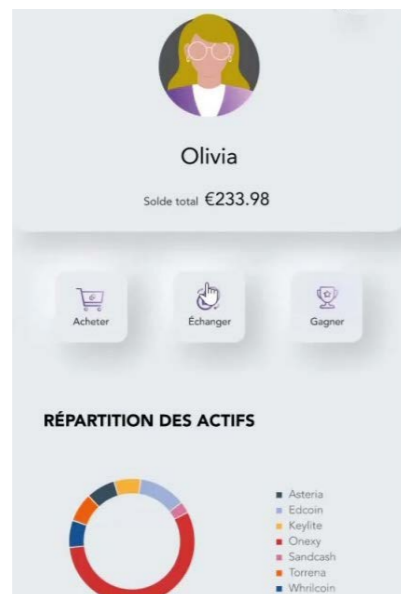 Olivia
Solde total €233.98
Acheter
Échanger
Gagner
RÉPARTITION DES ACTIFS
Asteria
Edcoin
Keylite
Onexy
Sandcash
Torrena
Whrilcoin